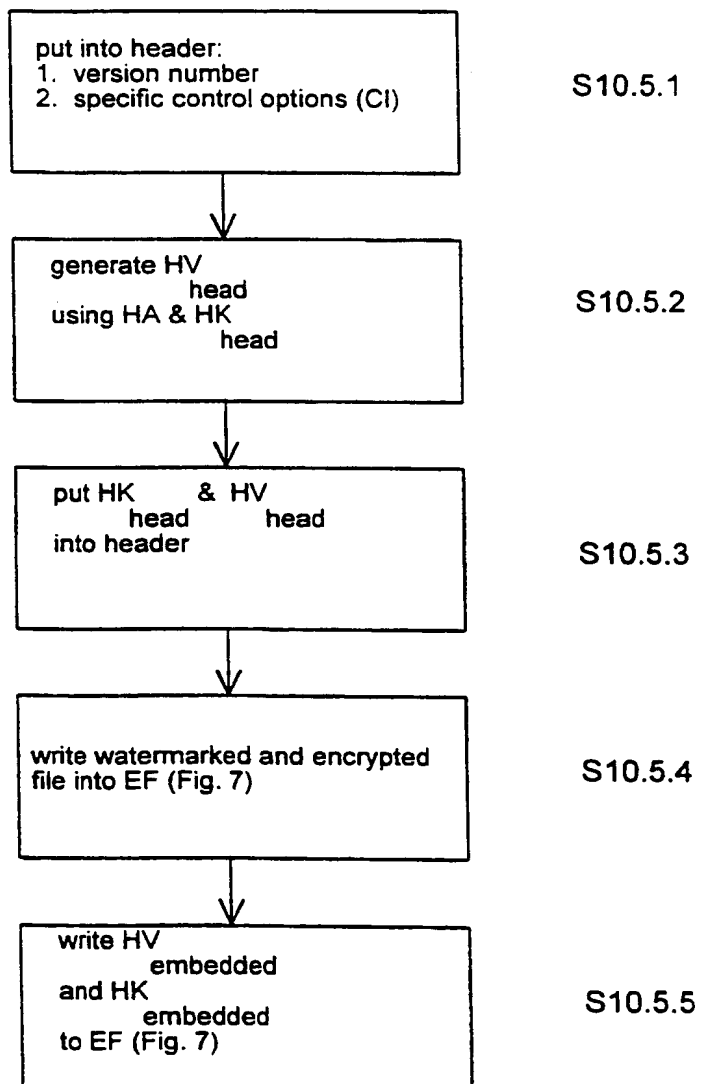 put into header:
1. version number
2. specific control options (CI)
S10.5.1
generate HV
head
using HA & HK
head
S10.5.2
put HK & HV
head head
into header
S10.5.3
write watermarked and encrypted
file into EF (Fig. 7)
S10.5.4
write HV
embedded
and HK
embedded
to EF (Fig. 7)
S10.5.5